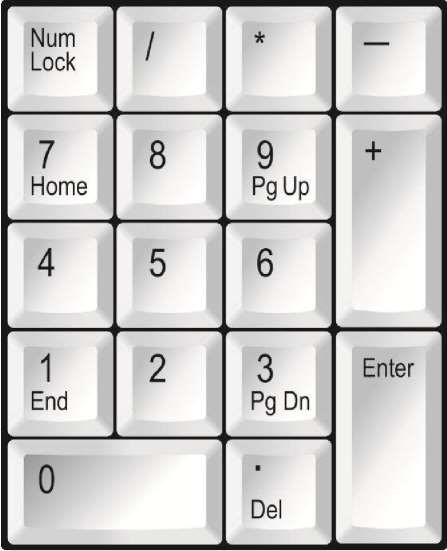 Num
Lock
/
*
—
7
Home
8
9
Pg Up
+
4
5
6
1
End
2
3
Pg Dn
Enter
0
.
Del